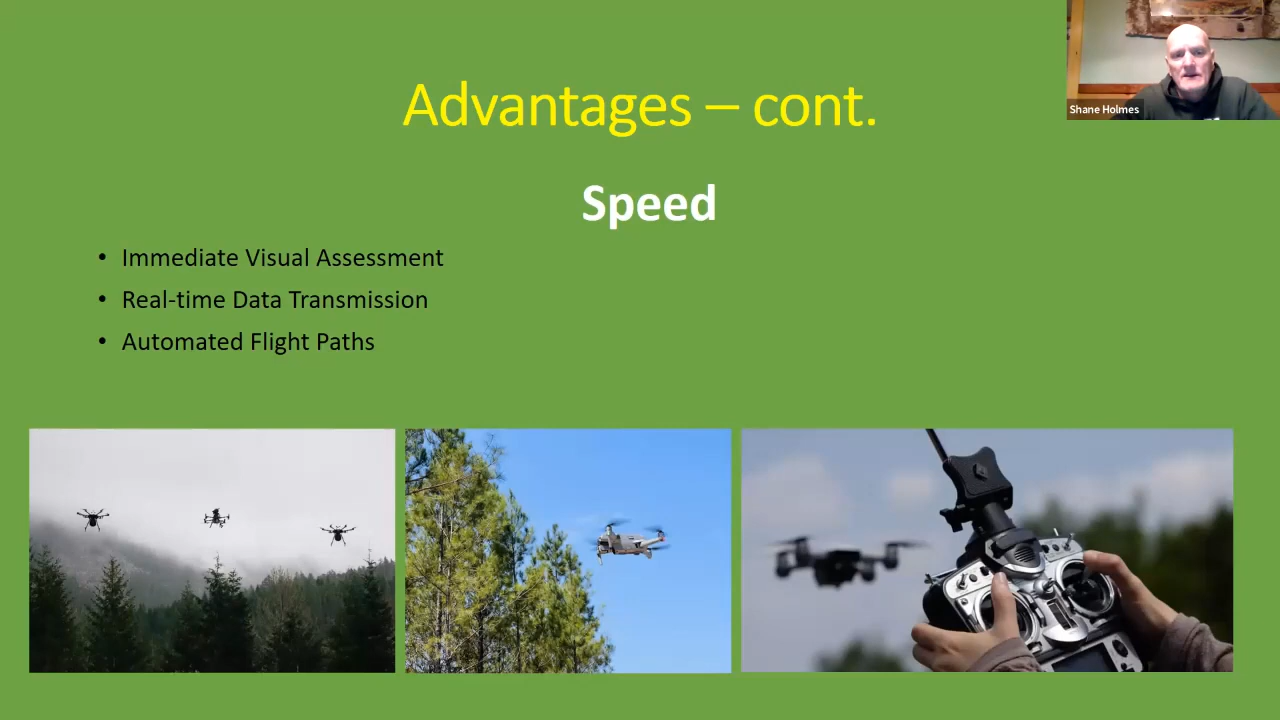 Advantages – cont.
Shane Holmes
Speed
• Immediate Visual Assessment
• Real-time Data Transmission
• Automated Flight Paths